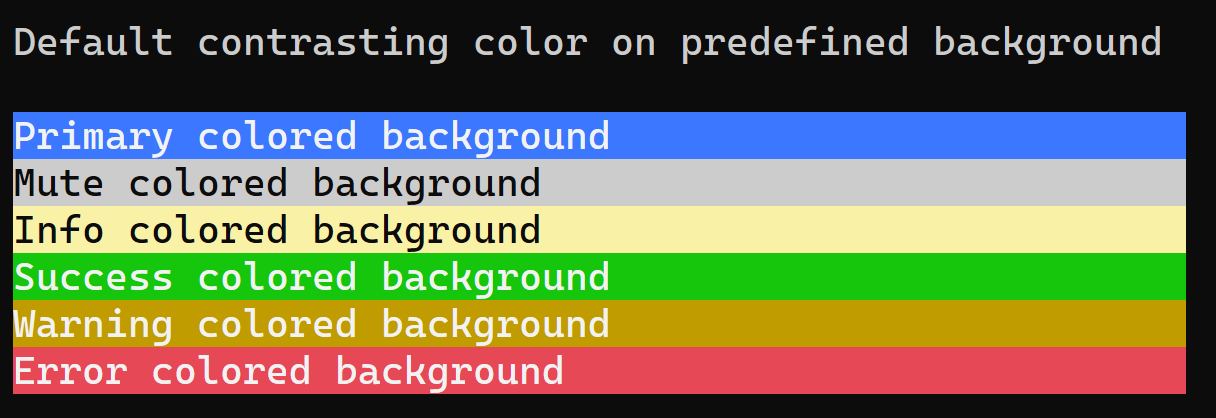 Default contrasting color on predefined background
Primary colored background
Mute colored background
Info colored background
Success colored background
Warning colored background
Error colored background